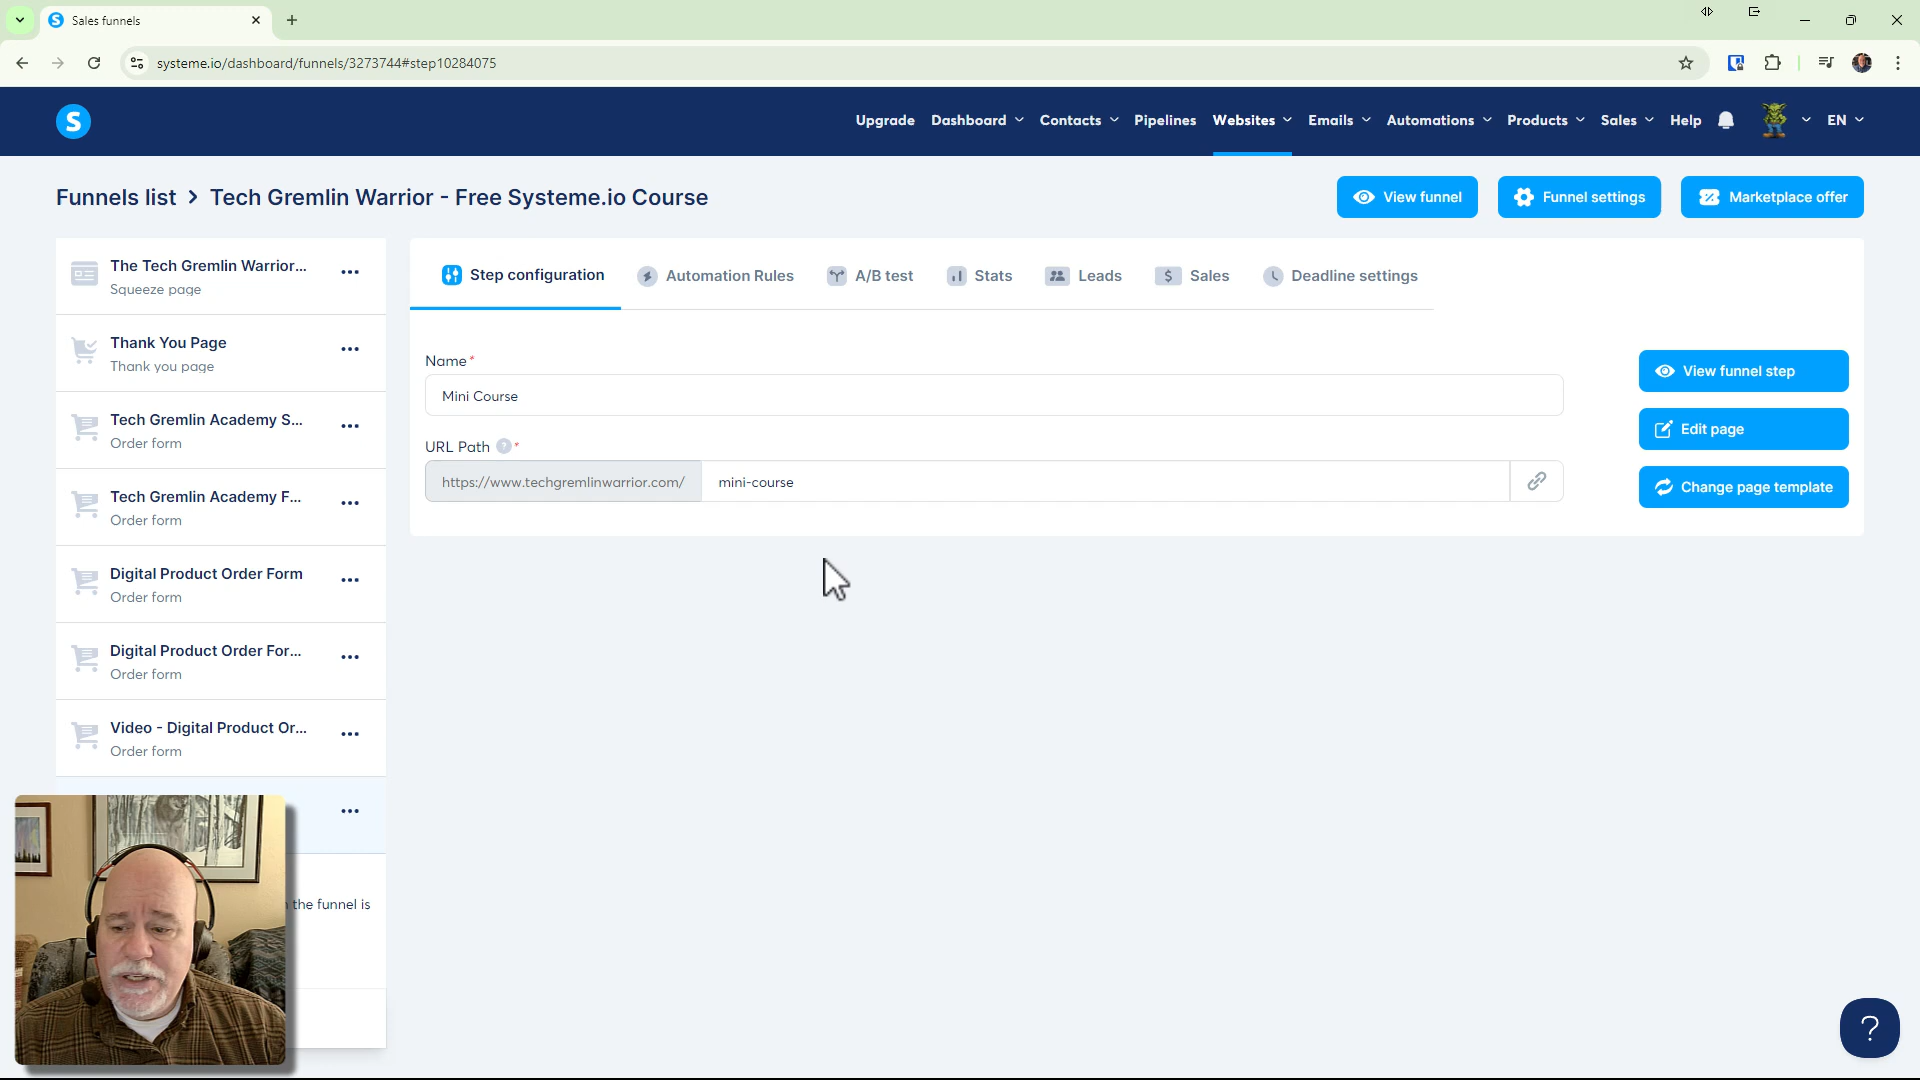 Sales funnels
systeme.io/dashboard/funnels/3273744#step10284075
S
Upgrade Dashboard Contacts Pipelines Websites Emails Automations Products Sales Help EN
Funnels list > Tech Gremlin Warrior - Free Systeme.io Course
View funnel
Funnel settings
Marketplace offer
The Tech Gremlin Warrior...
Squeeze page
Thank You Page
Thank you page
Tech Gremlin Academy S...
Order form
Tech Gremlin Academy F...
Order form
Digital Product Order Form
Order form
Digital Product Order For...
Order form
Video - Digital Product Or...
Order form
the funnel is
Step configuration
Automation Rules
A/B test
Stats
Leads
Sales
Deadline settings
Name*
Mini Course
URL Path ? *
https://www.techgremlinwarrior.com/ mini-course
View funnel step
Edit page
Change page template
?